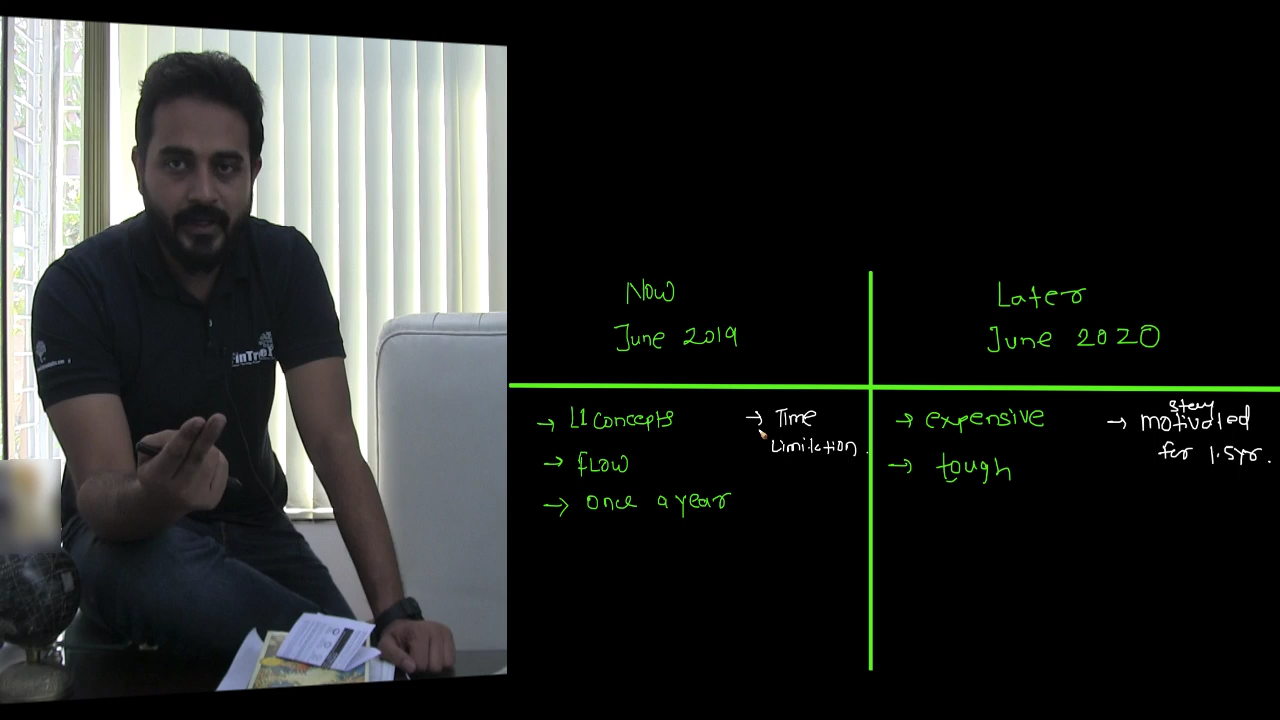 FinTree
Now
June 2019
→ L1 concepts
→ flow
→ once a year
→ Time
Limitation.
Later
June 2020
→ expensive
→ tough
→ stay
motivated
for 1.5yr.